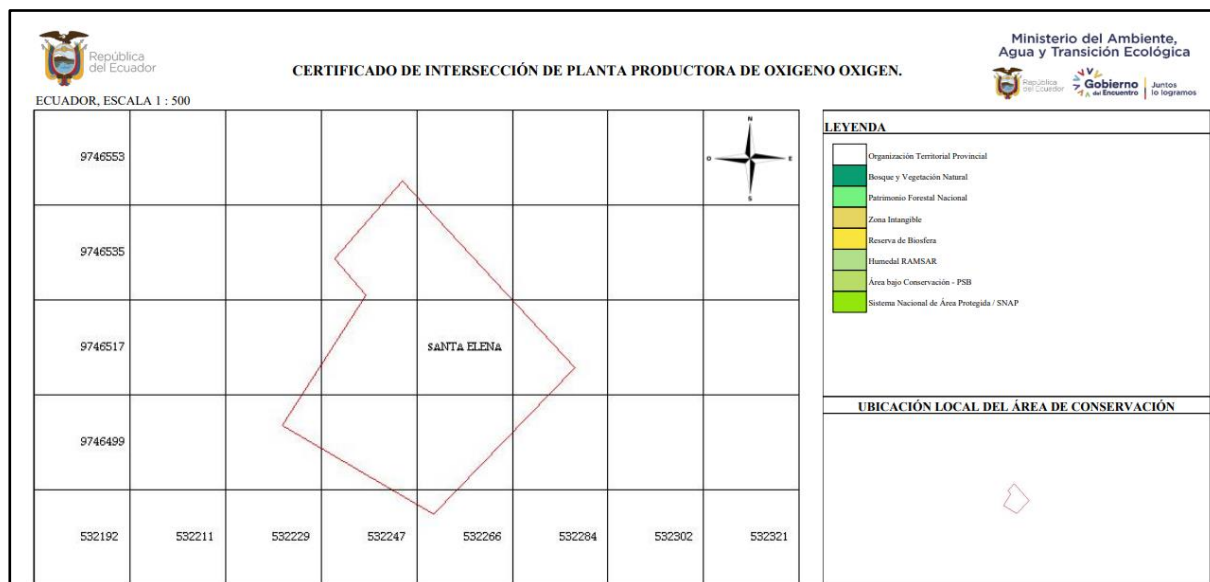 República
del Ecuador
Ministerio del Ambiente,
Agua y Transición Ecológica
República
del Ecuador
Gobierno
del Encuentro
Juntos
lo logramos
CERTIFICADO DE INTERSECCIÓN DE PLANTA PRODUCTORA DE OXIGENO OXIGEN.
ECUADOR, ESCALA 1 : 500
N
O
E
S
9746553
9746535
9746517
SANTA ELENA
9746499
532192 532211 532229 532247 532266 532284 532302 532321
LEYENDA
Organización Territorial Provincial
Bosque y Vegetación Natural
Patrimonio Forestal Nacional
Zona Intangible
Reserva de Biosfera
Humedal RAMSAR
Área bajo Conservación - PSB
Sistema Nacional de Área Protegida / SNAP
UBICACIÓN LOCAL DEL ÁREA DE CONSERVACIÓN